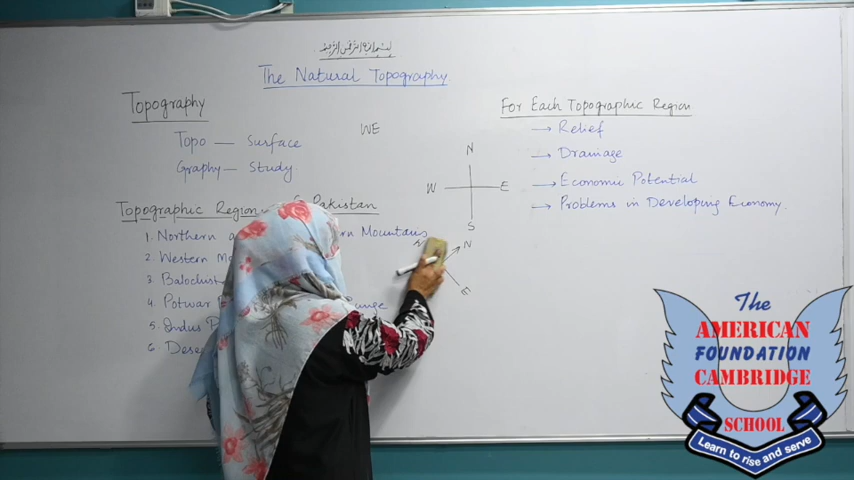 The Natural Topography
Topography
Topo — Surface
Graphy — Study
WE
Topographic Region Pakistan
1. Northern Mountains
2. Western
3.
4. Potwar
5. Indus
6.
N
W E
S
N
E
For Each Topographic Region
→ Relief
→ Drainage
→ Economic Potential
→ Problems in Developing Economy.
The
AMERICAN
FOUNDATION
CAMBRIDGE
SCHOOL
Learn to rise and serve